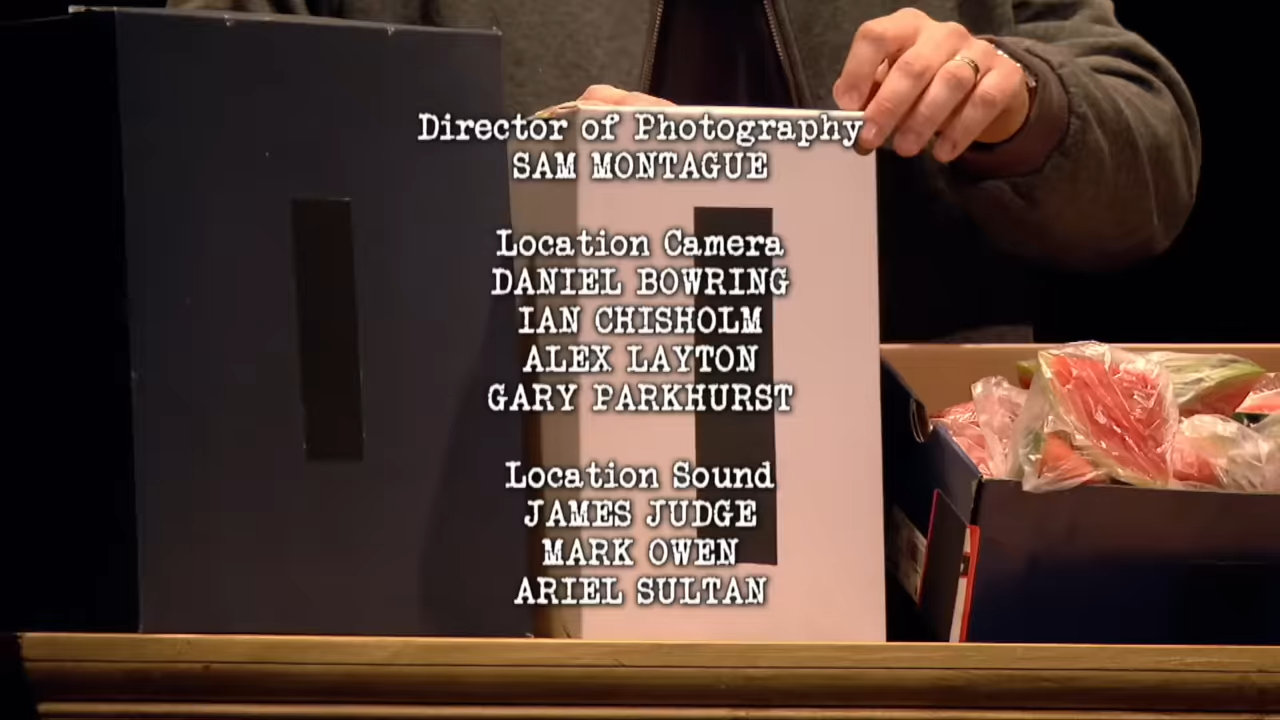 Director of Photography
SAM MONTAGUE
Location Camera
DANIEL BOWRING
IAN CHISHOLM
ALEX LAYTON
GARY PARKHURST
Location Sound
JAMES JUDGE
MARK OWEN
ARIEL SULTAN